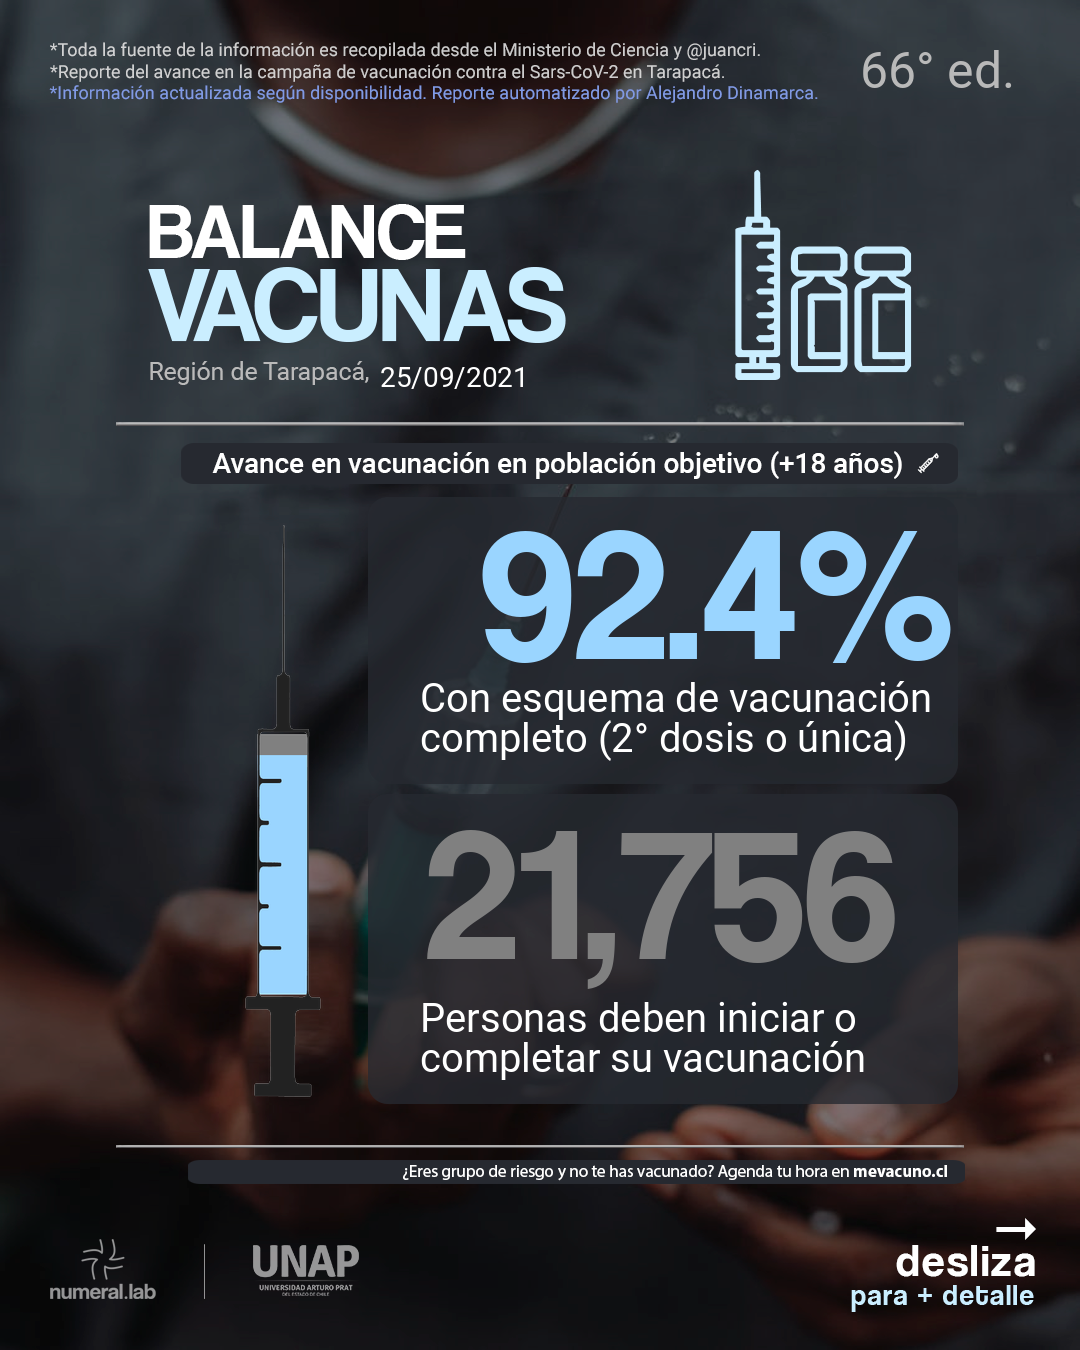 *Toda la fuente de la información es recopilada desde el Ministerio de Ciencia y @juancri.
*Reporte del avance en la campaña de vacunación contra el Sars-CoV-2 en Tarapacá.
*Información actualizada según disponibilidad. Reporte automatizado por Alejandro Dinamarca.
66° ed.
BALANCE
VACUNAS
Región de Tarapacá, 25/09/2021
Avance en vacunación en población objetivo (+18 años)
92.4%
Con esquema de vacunación
completo (2° dosis o única)
21,756
Personas deben iniciar o
completar su vacunación
¿Eres grupo de riesgo y no te has vacunado? Agenda tu hora en mevacuno.cl
numeral.lab
UNAP
UNIVERSIDAD ARTURO PRAT
DEL ESTADO DE CHILE
desliza
para + detalle